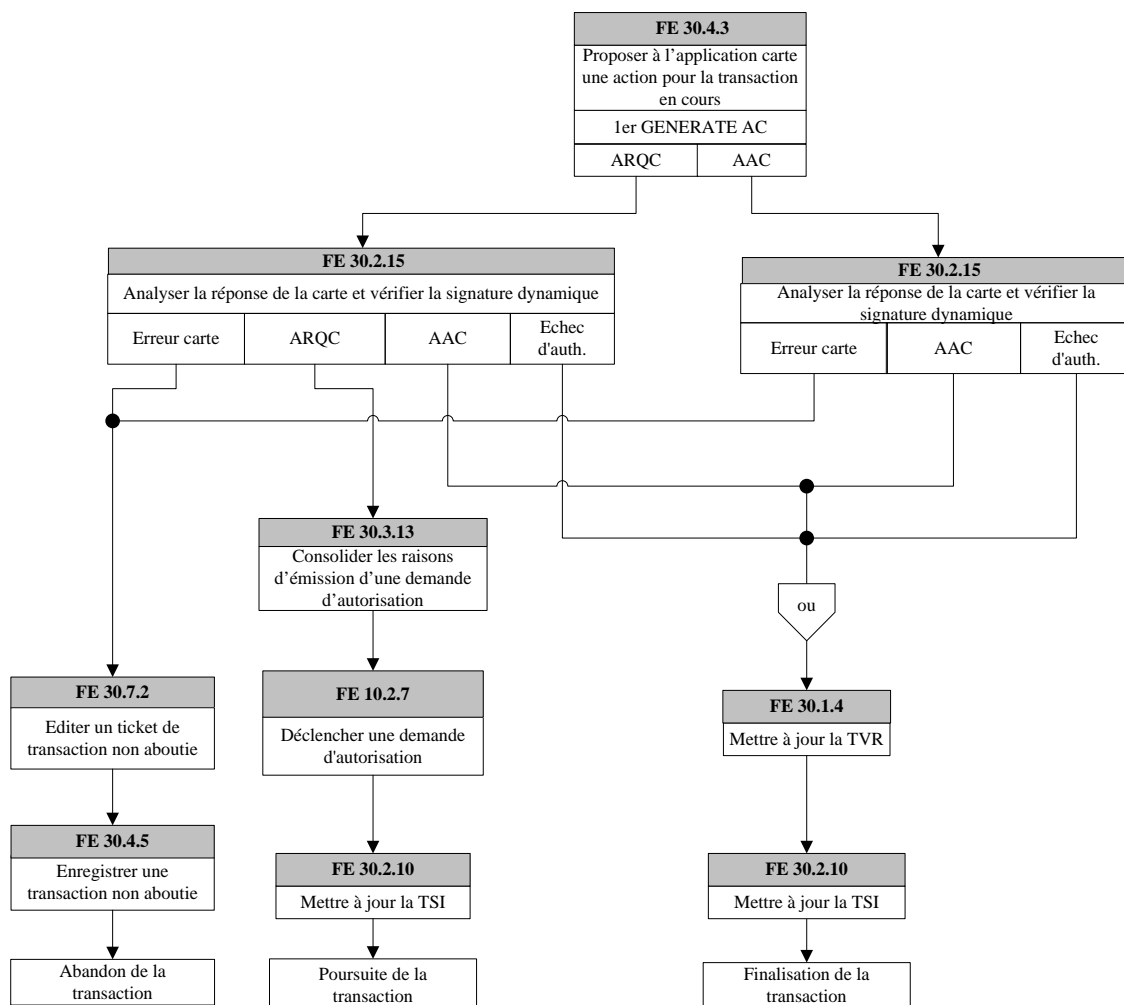 FE 30.4.3
Proposer à l'application carte
une action pour la transaction
en cours
1er GENERATE AC
ARQC
AAC
FE 30.2.15
Analyser la réponse de la carte et vérifier la signature dynamique
Erreur carte
ARQC
AAC
Echec
d'auth.
FE 30.2.15
Analyser la réponse de la carte et vérifier la
signature dynamique
Erreur carte
AAC
Echec
d'auth.
FE 30.3.13
Consolider les raisons
d'émission d'une demande
d'autorisation
ou
FE 30.7.2
Editer un ticket de
transaction non aboutie
FE 10.2.7
Déclencher une demande
d'autorisation
FE 30.1.4
Mettre à jour la TVR
FE 30.4.5
Enregistrer une
transaction non aboutie
FE 30.2.10
Mettre à jour la TSI
FE 30.2.10
Mettre à jour la TSI
Abandon de la
transaction
Poursuite de la
transaction
Finalisation de la
transaction